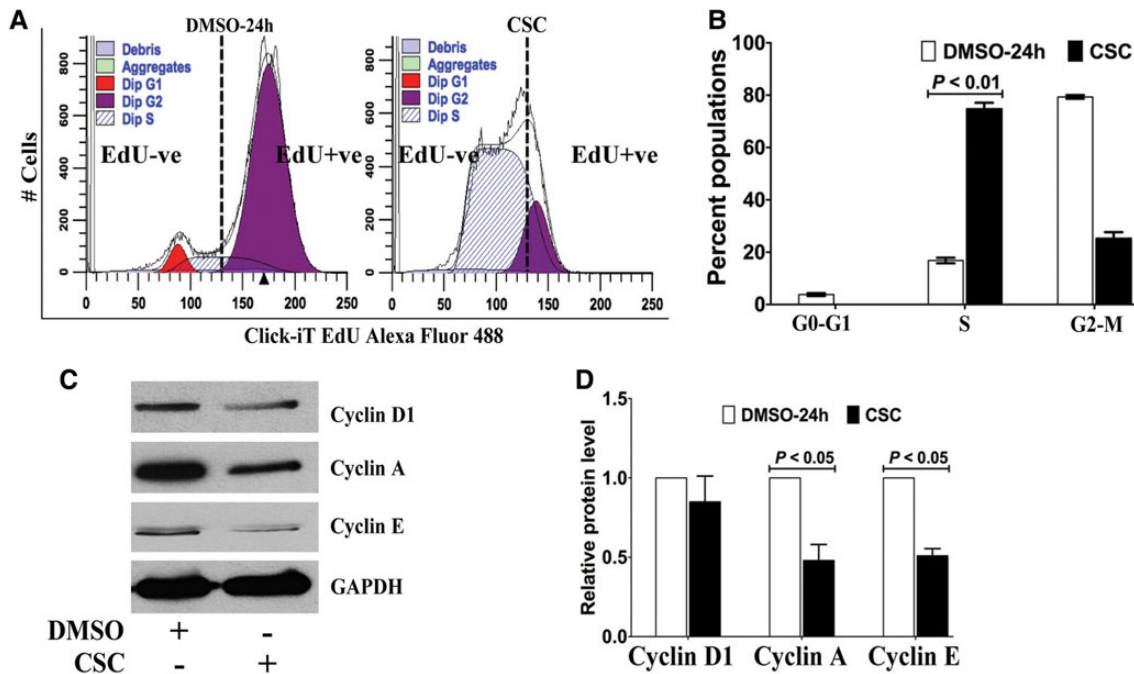 A
DMSO-24h
CSC
Debris
Aggregates
Dip G1
Dip G2
Dip S
EdU-ve
EdU+ve
Debris
Aggregates
Dip G1
Dip G2
Dip S
EdU-ve
EdU+ve
# Cells
800
600
400
200
0
800
600
400
200
0
0 50 100 150 200 250
0 50 100 150 200 250
Click-iT EdU Alexa Fluor 488
B
DMSO-24h CSC
P < 0.01
Percent populations
100
80
60
40
20
0
G0-G1 S G2-M
C
Cyclin D1
Cyclin A
Cyclin E
GAPDH
DMSO + -
CSC - +
D
DMSO-24h CSC
P < 0.05 P < 0.05
Relative protein level
1.5
1.0
0.5
0.0
Cyclin D1 Cyclin A Cyclin E